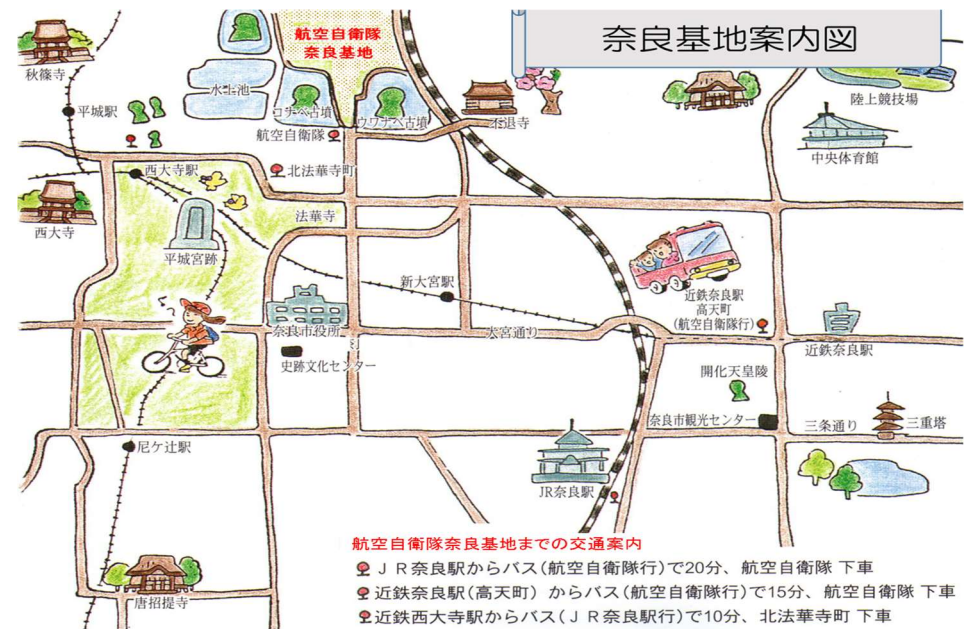 奈良基地案内図
航空自衛隊
奈良基地
秋篠寺
水上池
平城駅
コナベ古墳
ウワナベ古墳
不退寺
陸上競技場
中央体育館
航空自衛隊
北法華寺町
西大寺駅
西大寺
法華寺
平城宮跡
新大宮駅
近鉄奈良駅
高天町
(航空自衛隊行)
奈良市役所
大宮通り
史跡文化センター
近鉄奈良駅
開化天皇陵
奈良市観光センター
三条通り
三重塔
尼ケ辻駅
JR奈良駅
唐招提寺
航空自衛隊奈良基地までの交通案内
ＪＲ奈良駅からバス(航空自衛隊行)で20分、航空自衛隊 下車
近鉄奈良駅(高天町) からバス(航空自衛隊行)で15分、航空自衛隊 下車
近鉄西大寺駅からバス(ＪＲ奈良駅行)で10分、北法華寺町 下車